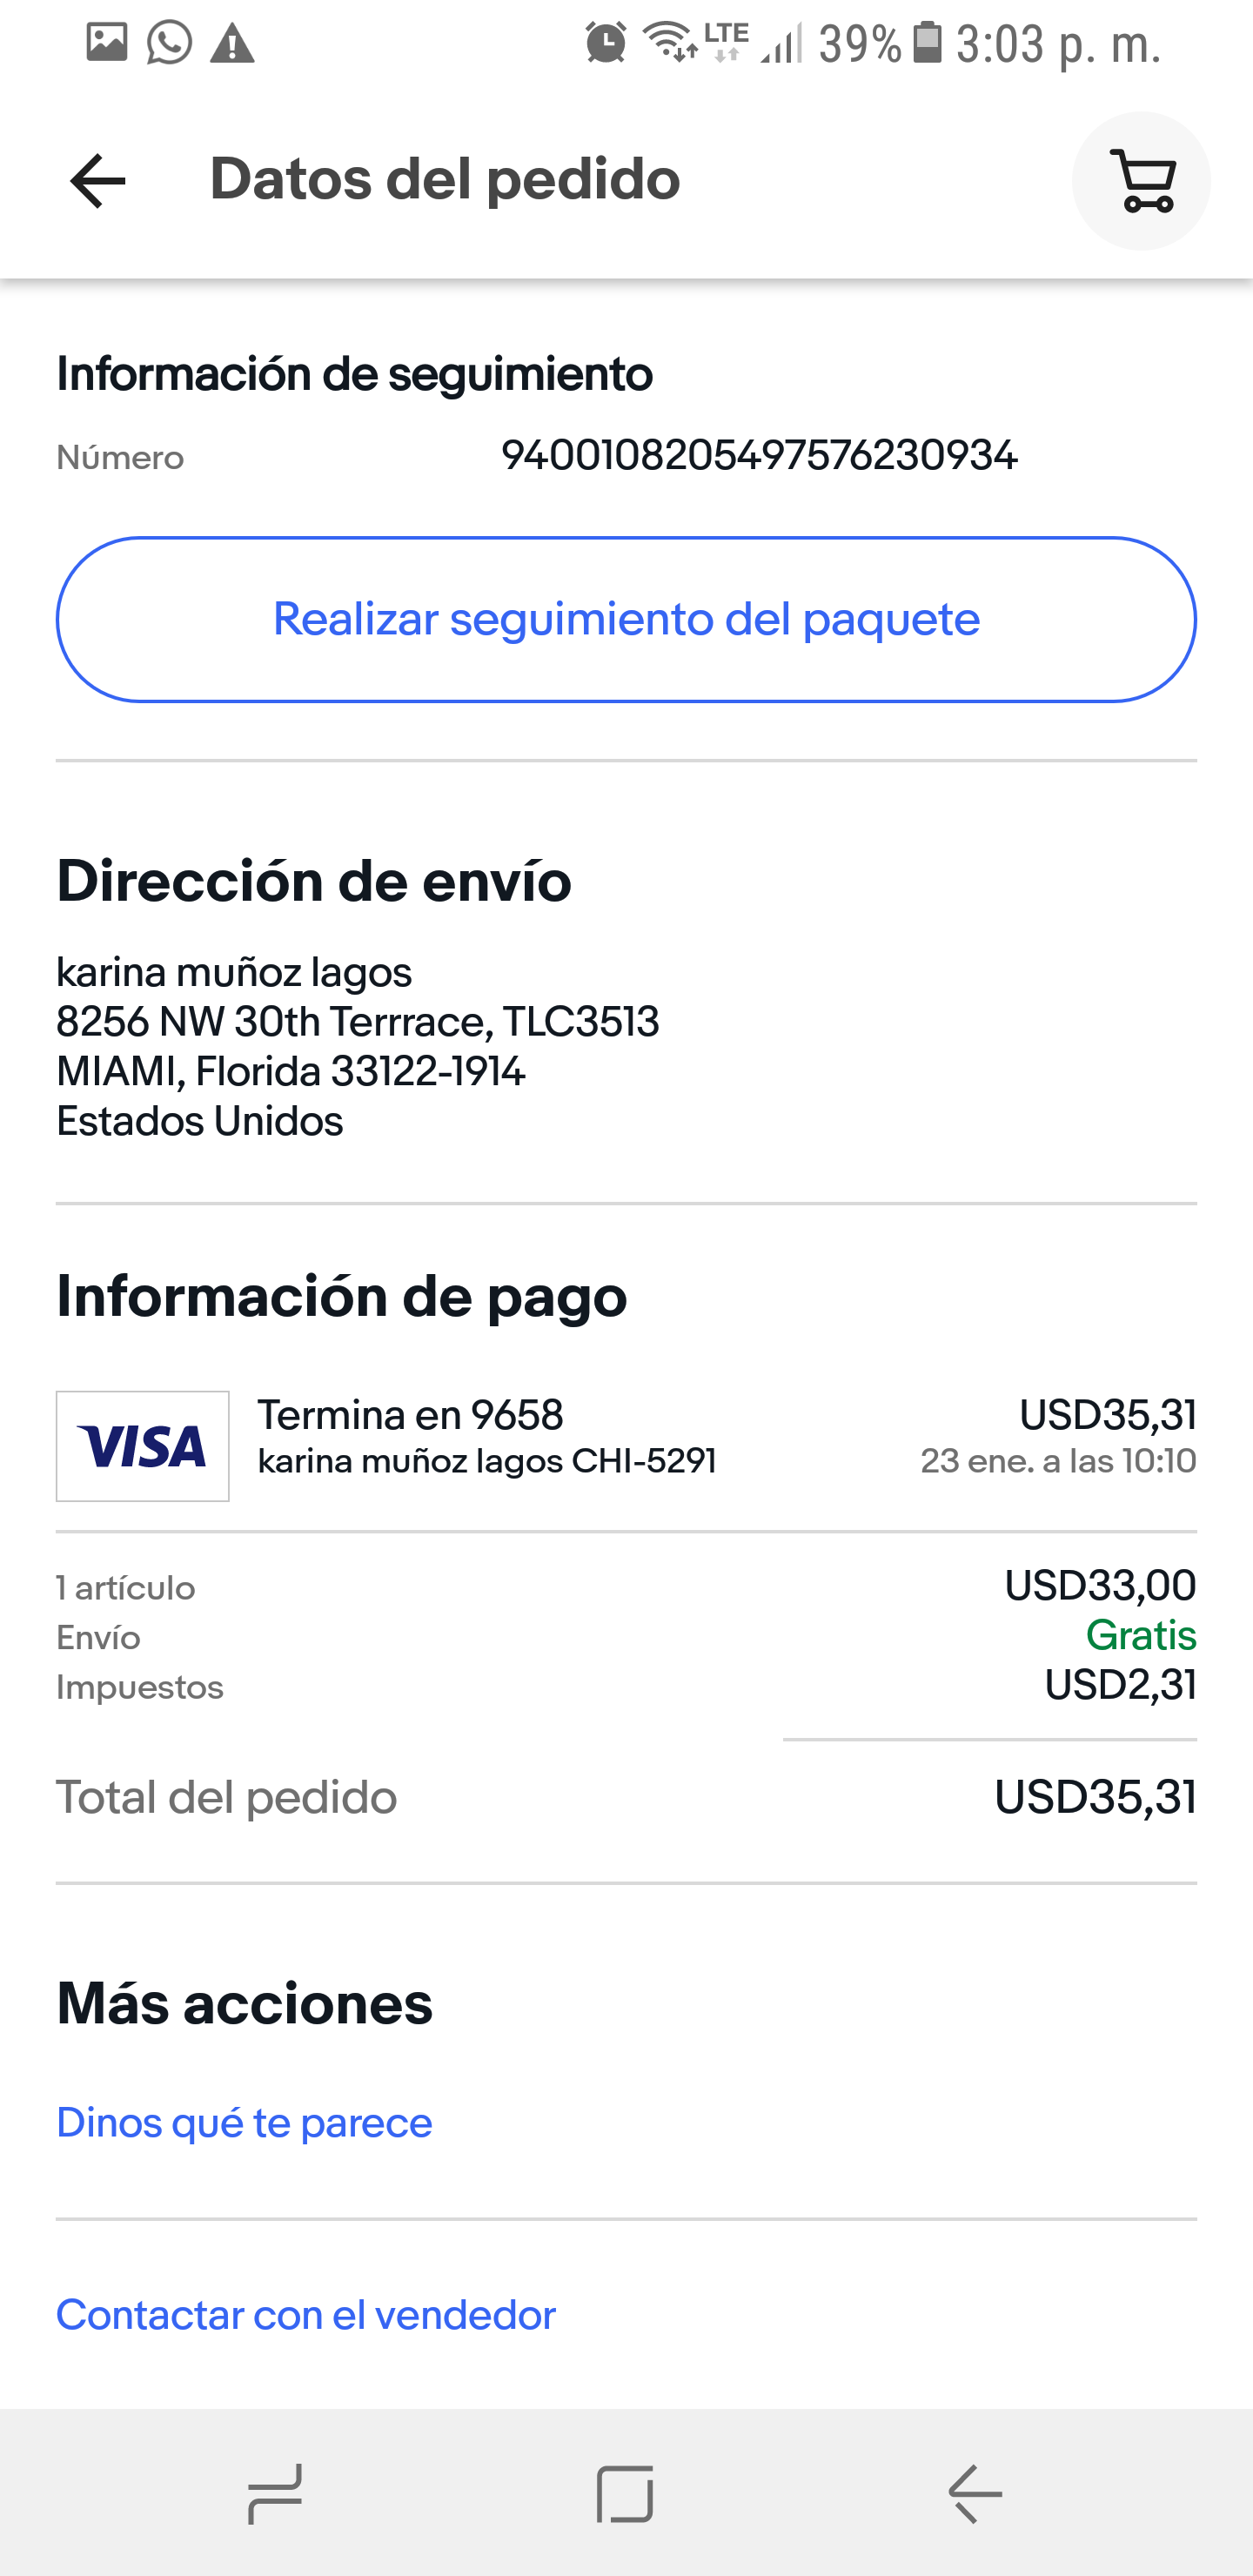 LTE 39% 3:03 p. m.
Datos del pedido
Información de seguimiento
Número 9400108205497576230934
Realizar seguimiento del paquete
Dirección de envío
karina muñoz lagos
8256 NW 30th Terrrace, TLC3513
MIAMI, Florida 33122-1914
Estados Unidos
Información de pago
VISA Termina en 9658 USD35,31
karina muñoz lagos CHI-5291 23 ene. a las 10:10
1 artículo USD33,00
Envío Gratis
Impuestos USD2,31
Total del pedido USD35,31
Más acciones
Dinos qué te parece
Contactar con el vendedor